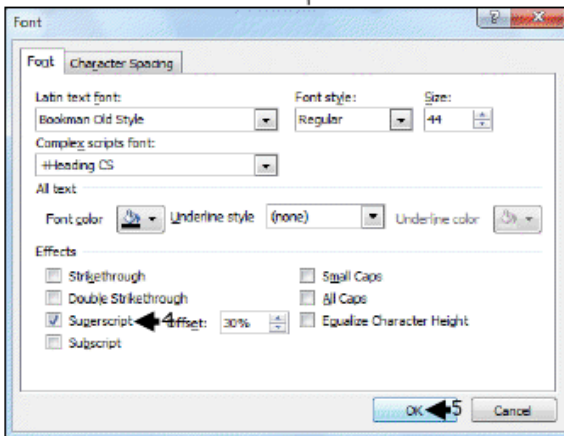 Font
Font Character Spacing
Latin text font: Font style: Size:
Bookman Old Style Regular 44
Complex scripts font:
+Heading CS
All text
Font color Underline style (none) Underline color
Effects
Strikethrough Small Caps
Double Strikethrough All Caps
Superscript 4 Offset: 30% Equalize Character Height
Subscript
OK 5 Cancel